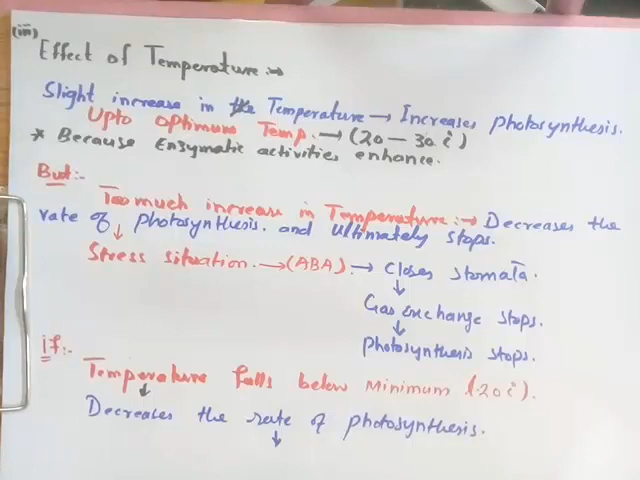 (iii)
Effect of Temperature:→
Slight increase in the Temperature → Increases photosynthesis.
Upto optimum Temp. → (20 - 30 c̊)
* Because Enzymatic activities enhance.
But:-
Too much increase in Temperature:→ Decreases the
rate of photosynthesis. and Ultimately stops.
↓
Stress situation. → (ABA) → Closes stomata.
↓
Gas exchange stops.
↓
Photosynthesis stops.
if:-
Temperature falls below Minimum (20 c̊).
↓
Decreases the rate of photosynthesis.
↓